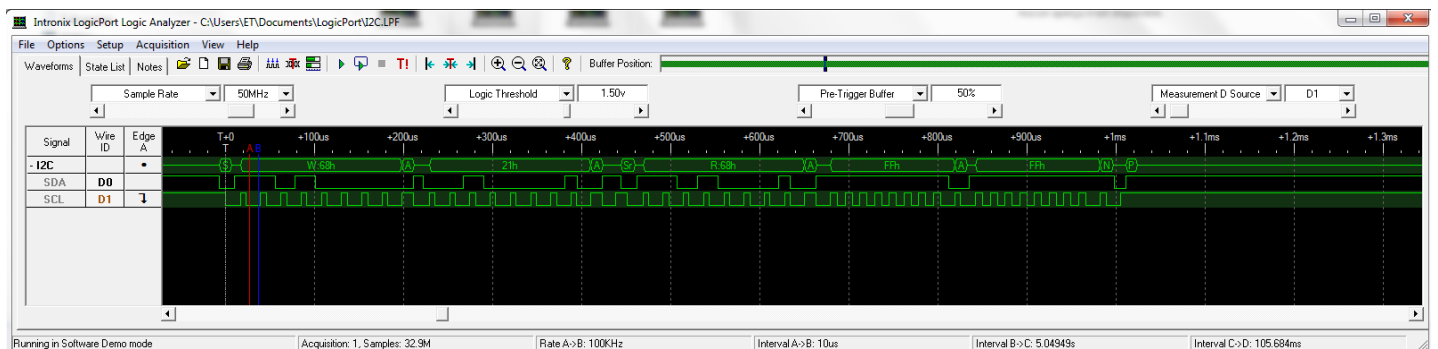 Intronix LogicPort Logic Analyzer - C:\Users\ET\Documents\LogicPort\I2C.LPF
File Options Setup Acquisition View Help
Waveforms State List Notes T! Buffer Position:
Sample Rate 50MHz Logic Threshold 1.50v Pre-Trigger Buffer 50% Measurement D Source D1
Signal Wire ID Edge A T+0 +100us +200us +300us +400us +500us +600us +700us +800us +900us +1ms +1.1ms +1.2ms +1.3ms
T A B
- I2C S W:68h A 21h A Sr R:68h A FFh A FFh N P
SDA D0
SCL D1
Running in Software Demo mode Acquisition: 1, Samples: 32.9M Rate A->B: 100KHz Interval A->B: 10us Interval B->C: 5.04949s Interval C->D: 105.684ms